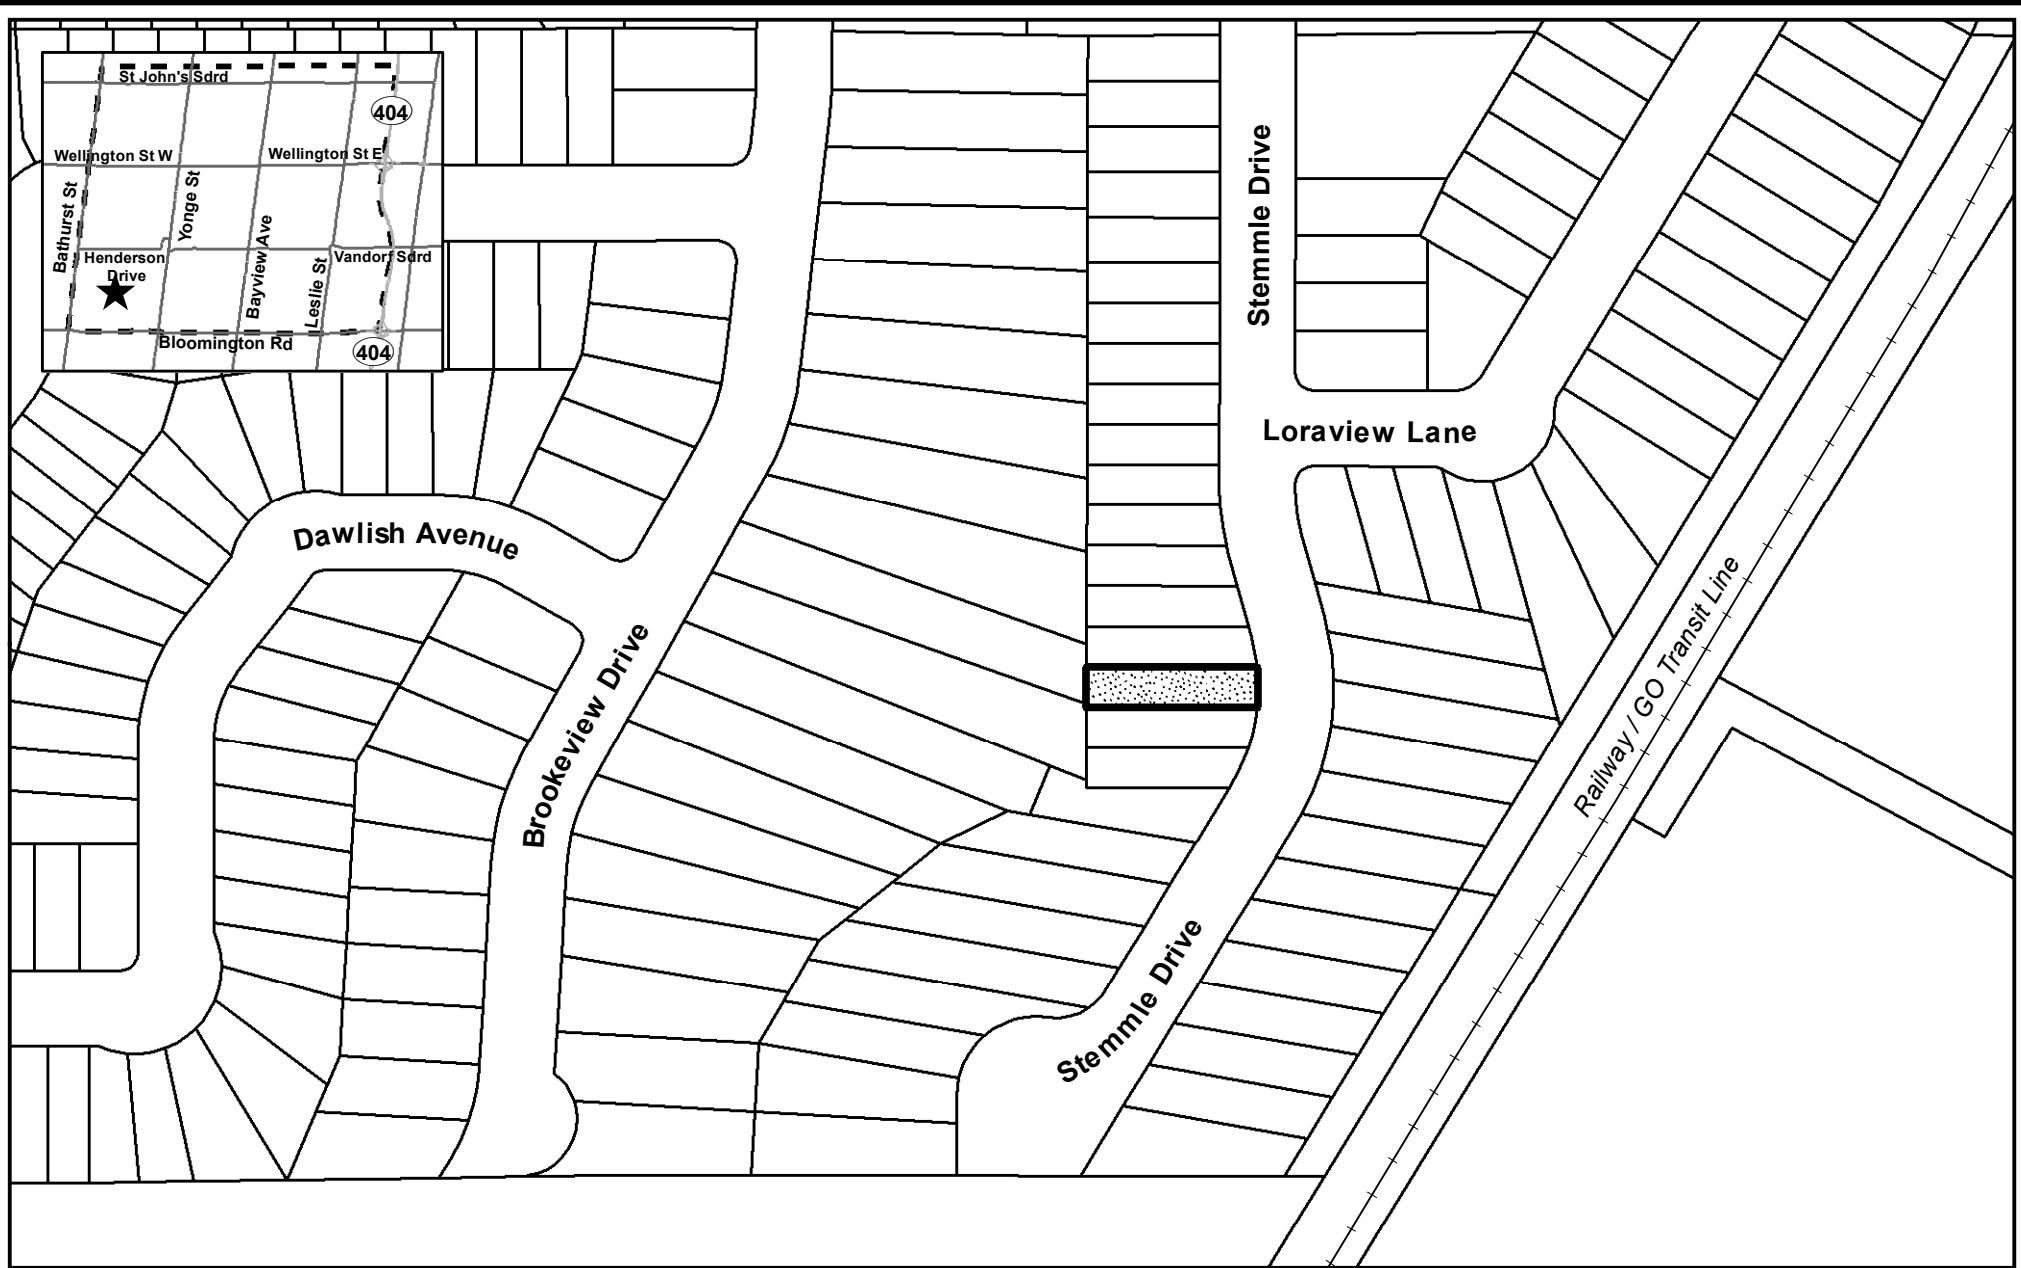 St John's Sdrd
404
Wellington St W
Wellington St E
Bathurst St
Yonge St
Bayview Ave
Leslie St
Henderson
Drive
Vandorf Sdrd
Bloomington Rd
404
Stemmle Drive
Loraview Lane
Dawlish Avenue
Brookeview Drive
Railway / GO Transit Line
Stemmle Drive